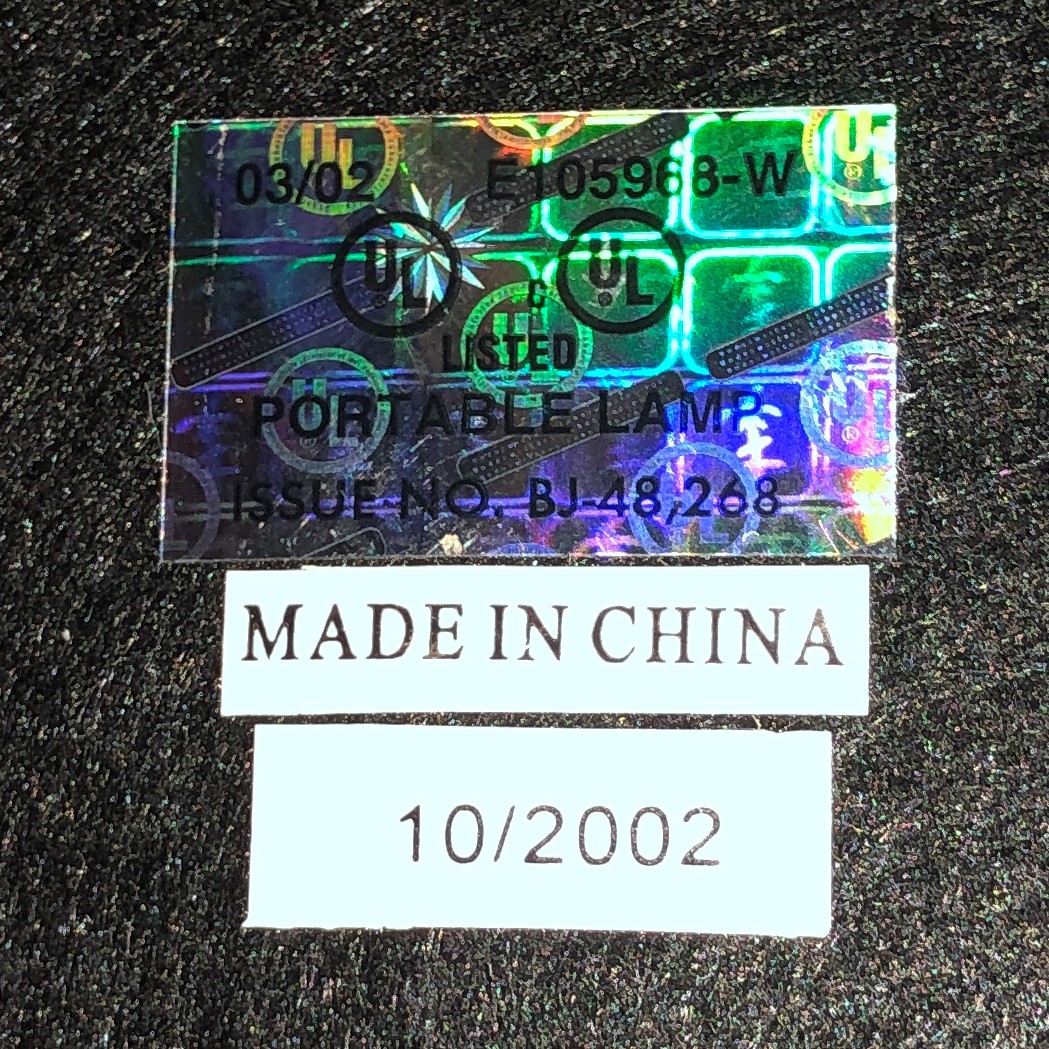 03/02 E105968-W
UL C UL
LISTED
PORTABLE LAMP
ISSUE NO. BJ-48,268
MADE IN CHINA
10/2002